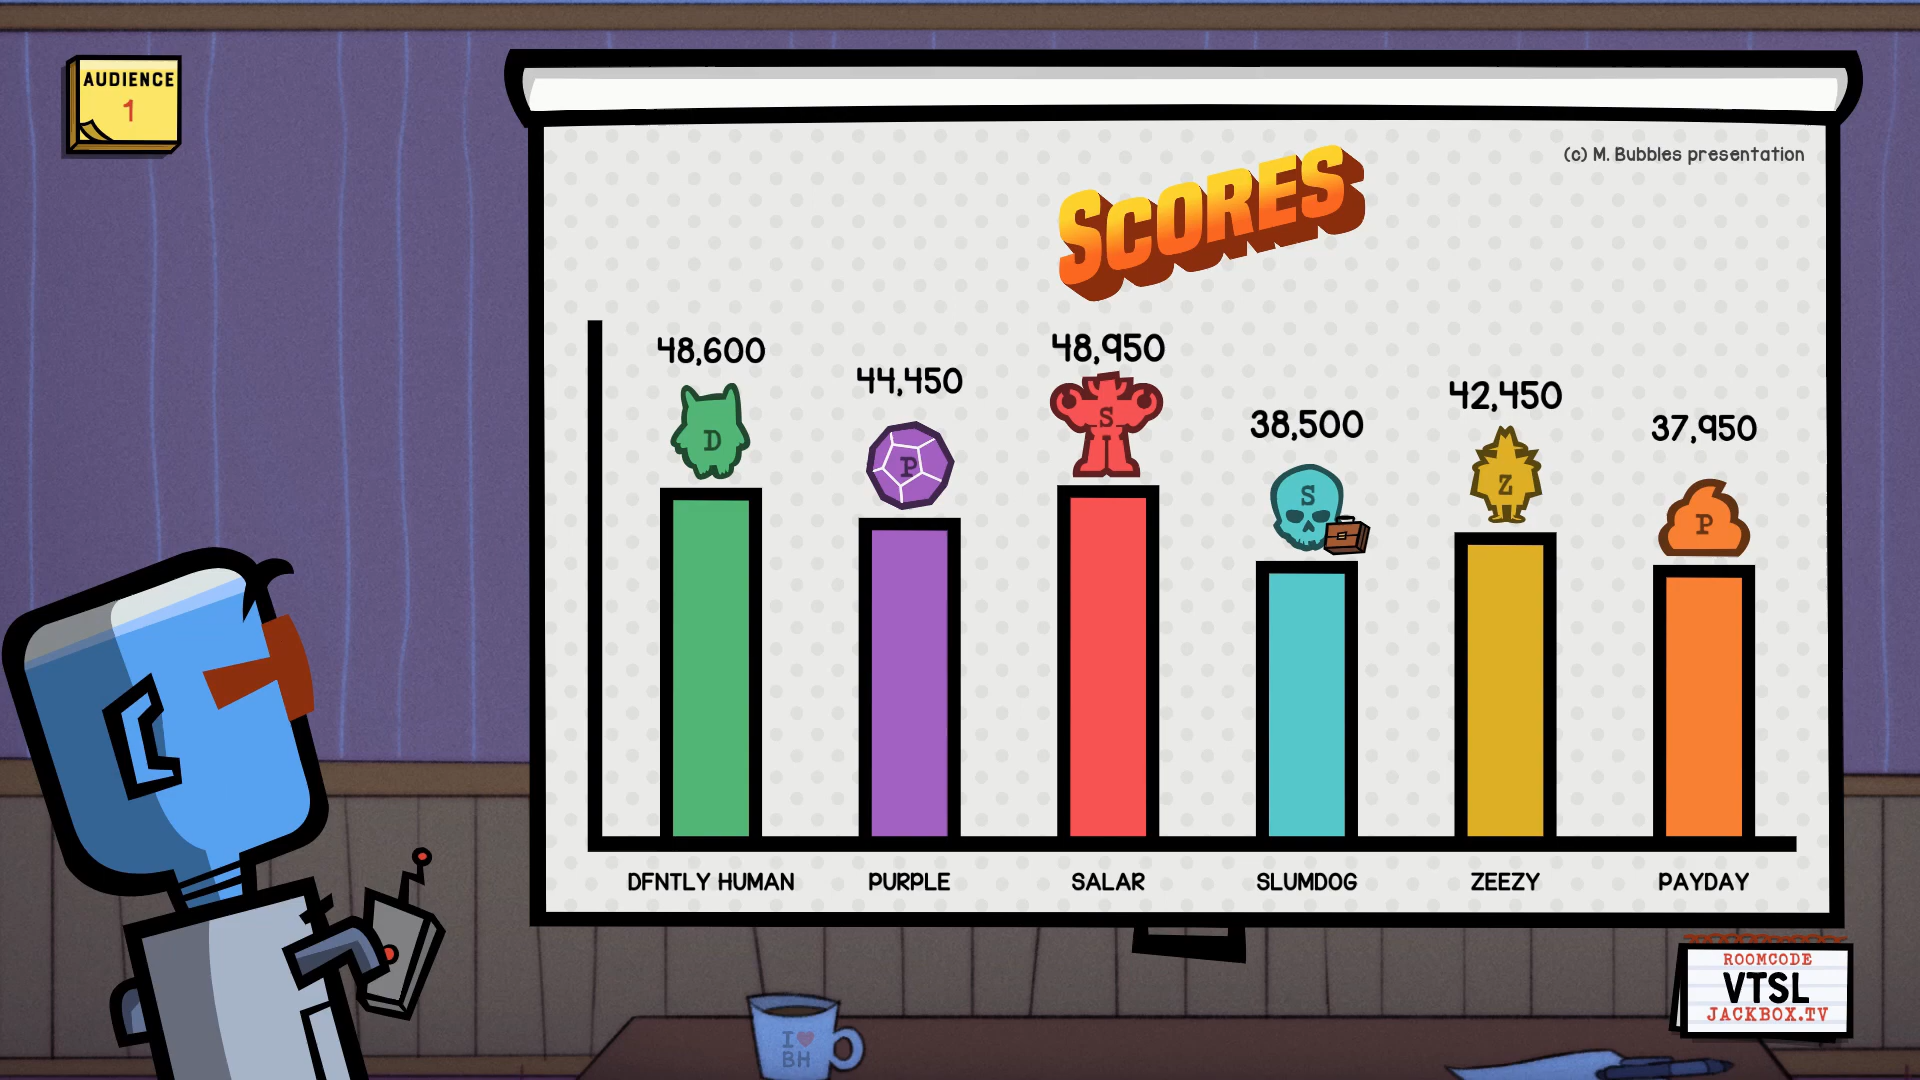 AUDIENCE
1
(c) M. Bubbles presentation
SCORES
48,600
44,450
48,950
38,500
42,450
37,950
D
P
S
S
Z
P
DFNTLY HUMAN
PURPLE
SALAR
SLUMDOG
ZEEZY
PAYDAY
ROOMCODE
VTSL
JACKBOX.TV
I ♥
BH